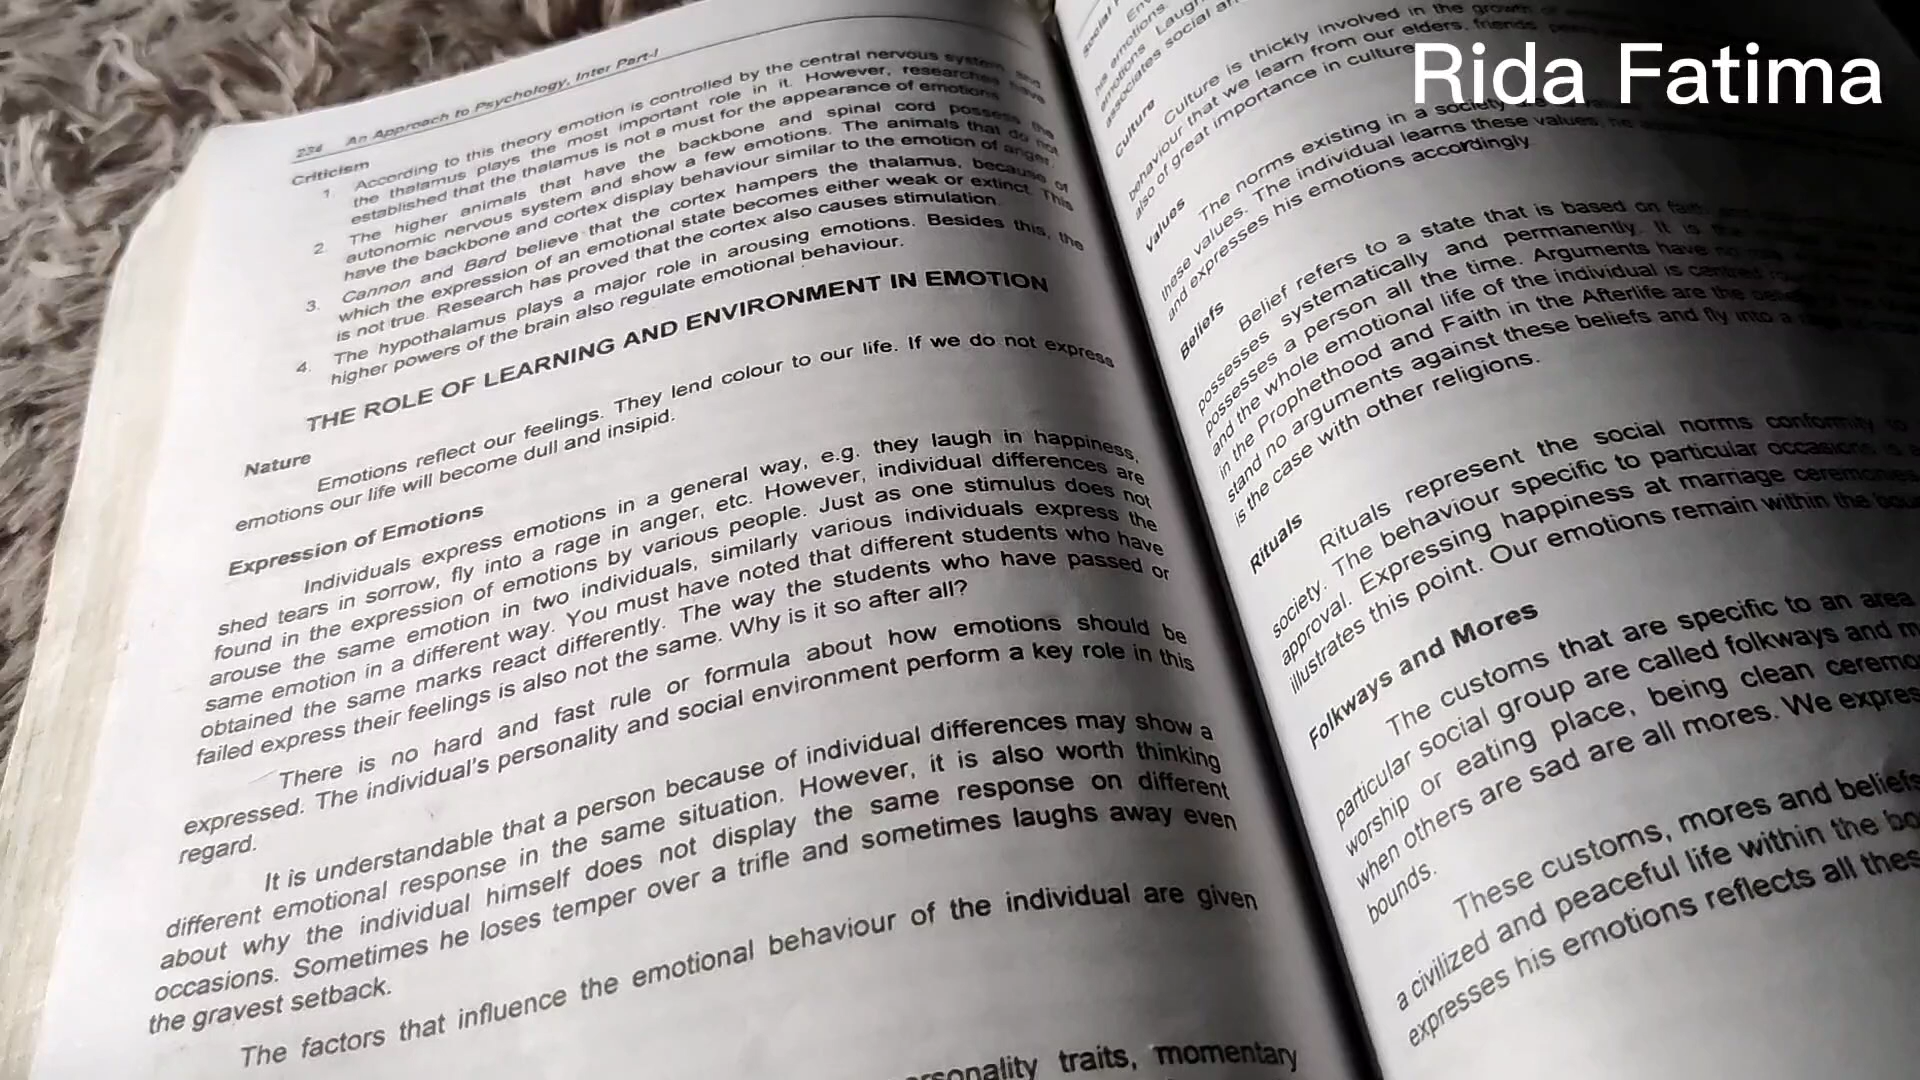 234 An Approach to Psychology, Inter Part-I
Criticism
1. According to this theory emotion is controlled by the central nervous system and
the thalamus plays the most important role in it. However, researches have
established that the thalamus is not a must for the appearance of emotions
2. The higher animals that have the backbone and spinal cord possess the
autonomic nervous system and show a few emotions. The animals that do not
have the backbone and cortex display behaviour similar to the emotion of anger.
3. Cannon and Bard believe that the cortex hampers the thalamus, because of
which the expression of an emotional state becomes either weak or extinct. This
is not true. Research has proved that the cortex also causes stimulation.
4. The hypothalamus plays a major role in arousing emotions. Besides this, the
higher powers of the brain also regulate emotional behaviour.
THE ROLE OF LEARNING AND ENVIRONMENT IN EMOTION
Nature
Emotions reflect our feelings. They lend colour to our life. If we do not express
emotions our life will become dull and insipid.
Expression of Emotions
Individuals express emotions in a general way, e.g. they laugh in happiness,
shed tears in sorrow, fly into a rage in anger, etc. However, individual differences are
found in the expression of emotions by various people. Just as one stimulus does not
arouse the same emotion in two individuals, similarly various individuals express the
same emotion in a different way. You must have noted that different students who have
obtained the same marks react differently. The way the students who have passed or
failed express their feelings is also not the same. Why is it so after all?
There is no hard and fast rule or formula about how emotions should be
expressed. The individual's personality and social environment perform a key role in this
regard.
It is understandable that a person because of individual differences may show a
different emotional response in the same situation. However, it is also worth thinking
about why the individual himself does not display the same response on different
occasions. Sometimes he loses temper over a trifle and sometimes laughs away even
the gravest setback.
The factors that influence the emotional behaviour of the individual are given
personality traits, momentary
Social
his emotions.
emotions. Laugh
associates social an
Culture
Culture is thickly involved in the growth of
behaviour that we learn from our elders, friends,
also of great importance in culture
Values
The norms existing in a society are
these values. The individual learns these values, he
and expresses his emotions accordingly
Beliefs
Belief refers to a state that is based on faith
possesses systematically and permanently. It is
possesses a person all the time. Arguments have no
and the whole emotional life of the individual is centred
in the Prophethood and Faith in the Afterlife are the
stand no arguments against these beliefs and fly into a
is the case with other religions.
Rituals
Rituals represent the social norms conformity to
society. The behaviour specific to particular occasions is
approval. Expressing happiness at marriage ceremonies
illustrates this point. Our emotions remain within the
Folkways and Mores
The customs that are specific to an area
particular social group are called folkways and m
worship or eating place, being clean ceremo
when others are sad are all mores. We expres
bounds.
These customs, mores and beliefs
a civilized and peaceful life within the bo
expresses his emotions reflects all thes
Rida Fatima